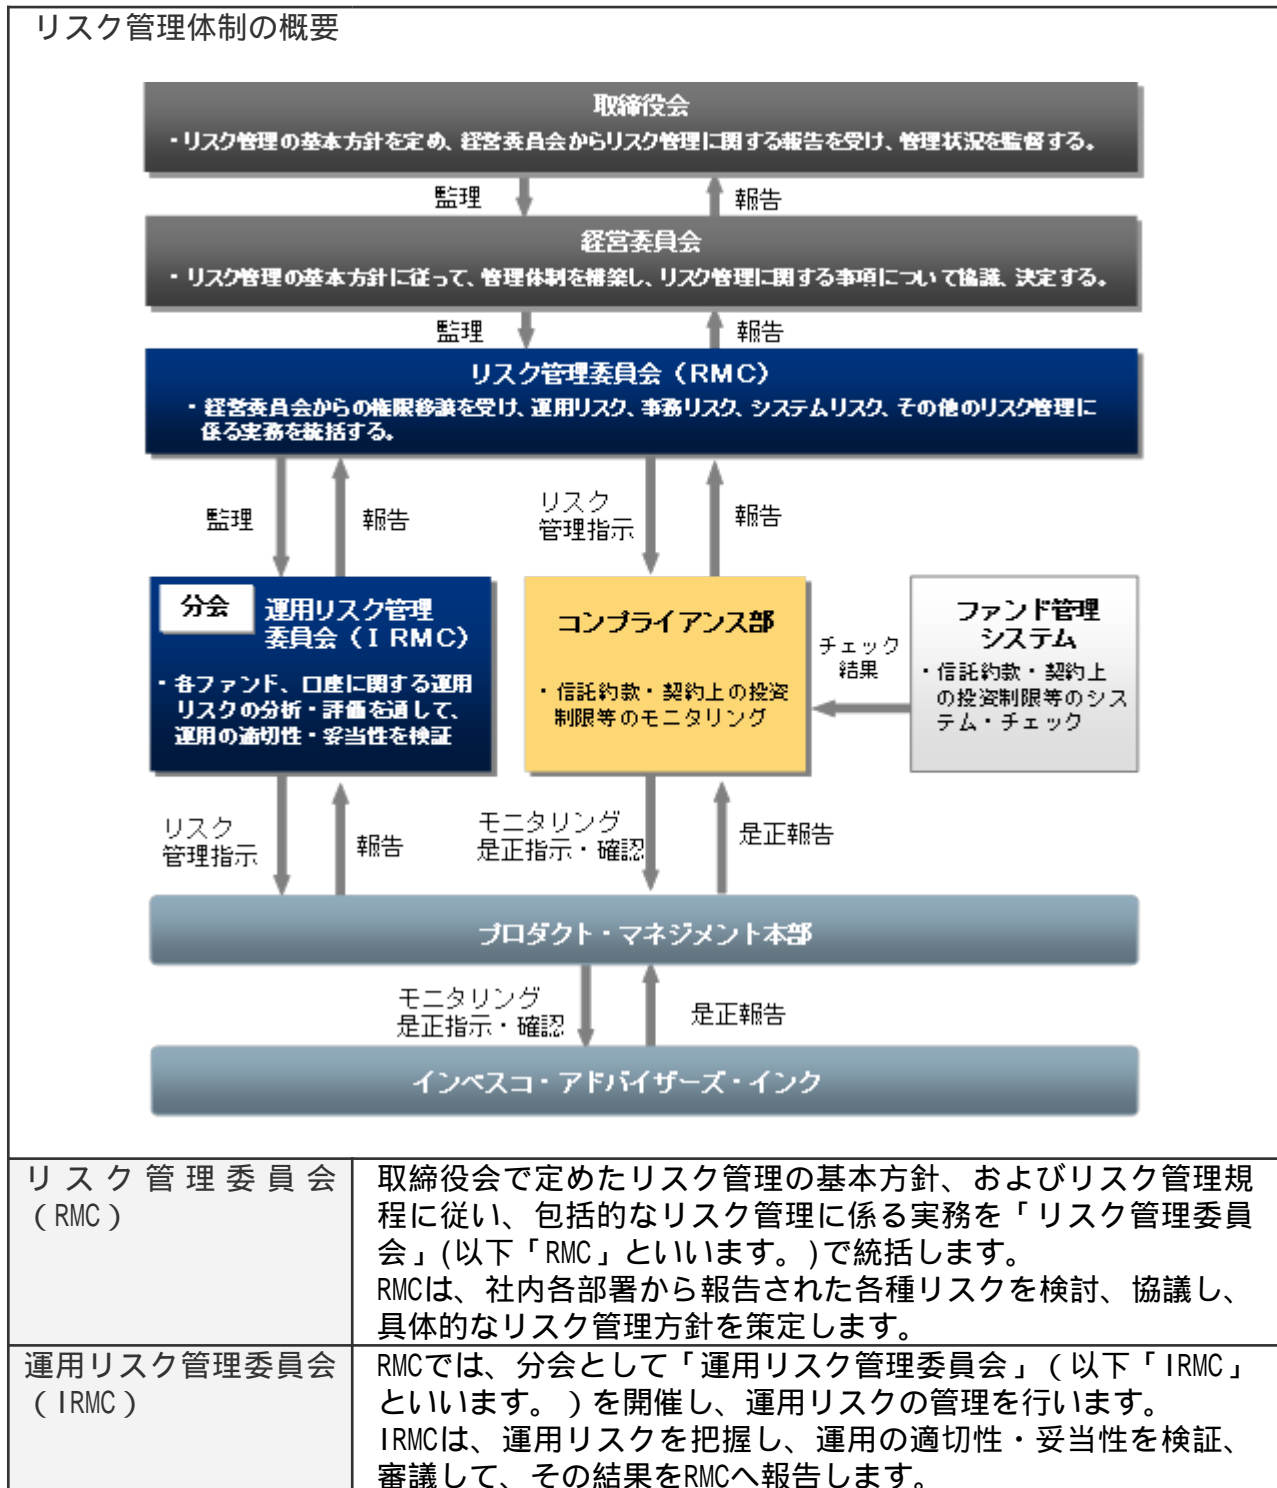 リスク管理体制の概要
取締役会
・リスク管理の基本方針を定め、経営委員会からリスク管理に関する報告を受け、管理状況を監督する。
監理
報告
経営委員会
・リスク管理の基本方針に従って、管理体制を構築し、リスク管理に関する事項について協議、決定する。
監理
報告
リスク管理委員会（RMC）
・経営委員会からの権限移譲を受け、運用リスク、事務リスク、システムリスク、その他のリスク管理に
係る実務を統括する。
監理
報告
リスク
管理指示
報告
分会
運用リスク管理
委員会（IRMC）
・各ファンド、口座に関する運用
リスクの分析・評価を通して、
運用の適切性・妥当性を検証
コンプライアンス部
・信託約款・契約上の投資
制限等のモニタリング
チェック
結果
ファンド管理
システム
・信託約款・契約上
の投資制限等のシス
テム・チェック
リスク
管理指示
報告
モニタリング
是正指示・確認
是正報告
プロダクト・マネジメント本部
モニタリング
是正指示・確認
是正報告
インベスコ・アドバイザーズ・インク
リスク管理委員会
（RMC）
取締役会で定めたリスク管理の基本方針、およびリスク管理規
程に従い、包括的なリスク管理に係る実務を「リスク管理委員
会」(以下「RMC」といいます。)で統括します。
RMCは、社内各部署から報告された各種リスクを検討、協議し、
具体的なリスク管理方針を策定します。
運用リスク管理委員会
（IRMC）
RMCでは、分会として「運用リスク管理委員会」（以下「IRMC」
といいます。）を開催し、運用リスクの管理を行います。
IRMCは、運用リスクを把握し、運用の適切性・妥当性を検証、
審議して、その結果をRMCへ報告します。